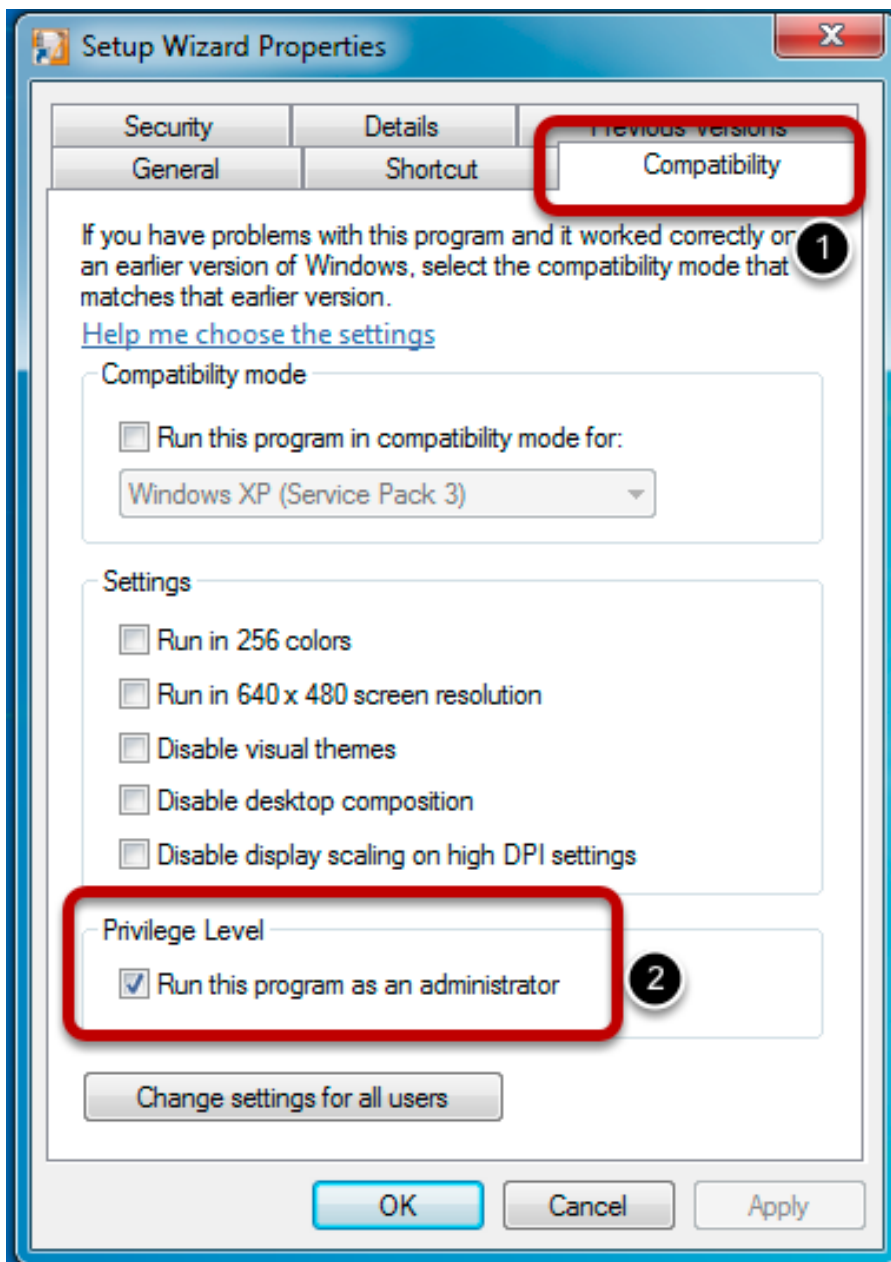 Setup Wizard Properties
Security
Details
Previous Versions
General
Shortcut
Compatibility
1
If you have problems with this program and it worked correctly on
an earlier version of Windows, select the compatibility mode that
matches that earlier version.
Help me choose the settings
Compatibility mode
Run this program in compatibility mode for:
Windows XP (Service Pack 3)
Settings
Run in 256 colors
Run in 640 x 480 screen resolution
Disable visual themes
Disable desktop composition
Disable display scaling on high DPI settings
Privilege Level
Run this program as an administrator
2
Change settings for all users
OK
Cancel
Apply